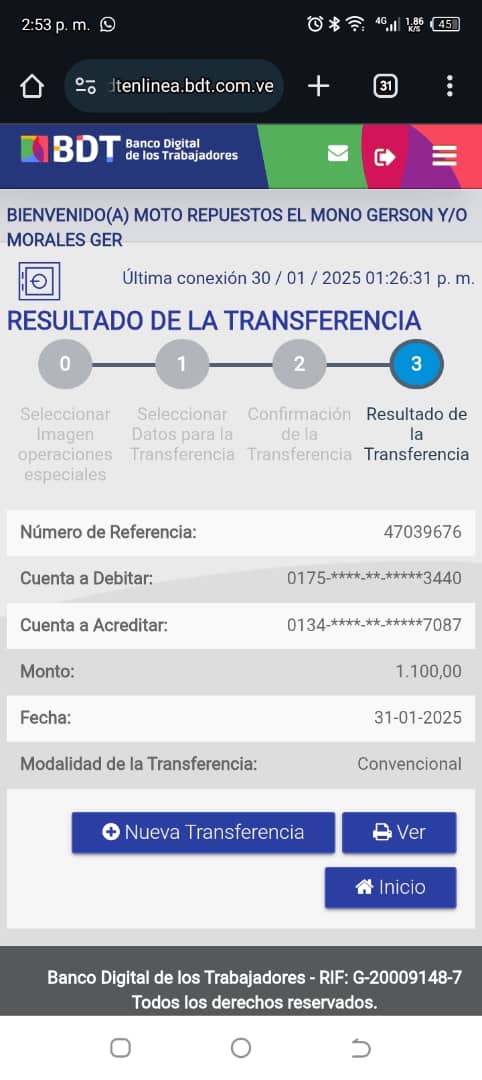 2:53 p. m.
4G 1.86 K/S 45
dtenlinea.bdt.com.ve
31
BDT Banco Digital
de los Trabajadores
BIENVENIDO(A) MOTO REPUESTOS EL MONO GERSON Y/O
MORALES GER
Última conexión 30 / 01 / 2025 01:26:31 p. m.
RESULTADO DE LA TRANSFERENCIA
0 1 2 3
Seleccionar Imagen operaciones especiales
Seleccionar Datos para la Transferencia
Confirmación de la Transferencia
Resultado de la Transferencia
Número de Referencia: 47039676
Cuenta a Debitar: 0175-****-**-*****3440
Cuenta a Acreditar: 0134-****-**-*****7087
Monto: 1.100,00
Fecha: 31-01-2025
Modalidad de la Transferencia: Convencional
Nueva Transferencia Ver
Inicio
Banco Digital de los Trabajadores - RIF: G-20009148-7
Todos los derechos reservados.